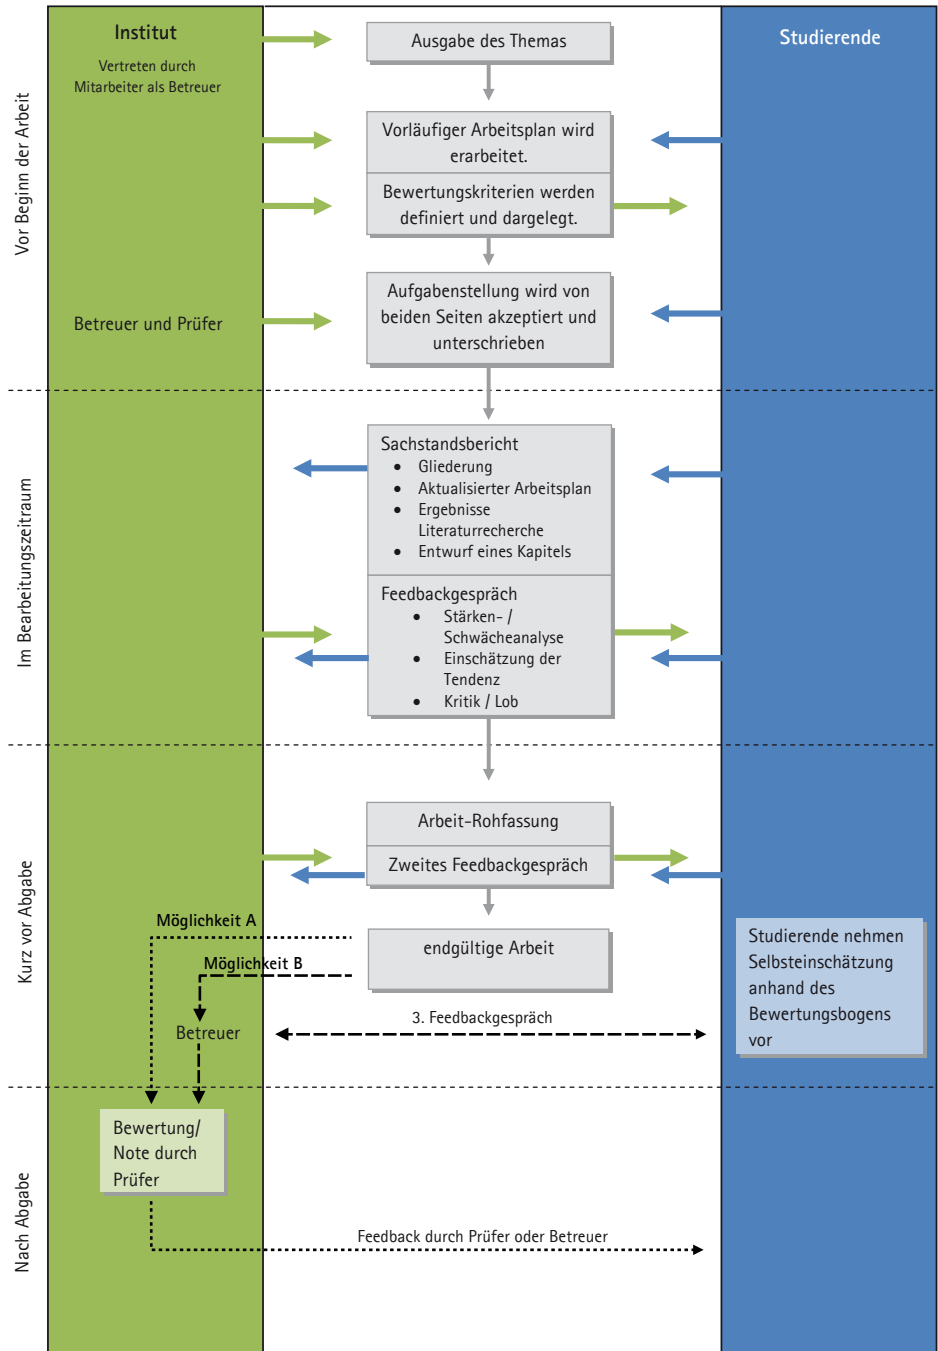 Institut
Vertreten durch
Mitarbeiter als Betreuer
Ausgabe des Themas
Studierende
Vor Beginn der Arbeit
Vorläufiger Arbeitsplan wird
erarbeitet.
Bewertungskriterien werden
definiert und dargelegt.
Betreuer und Prüfer
Aufgabenstellung wird von
beiden Seiten akzeptiert und
unterschrieben
Im Bearbeitungszeitraum
Sachstandsbericht
• Gliederung
• Aktualisierter Arbeitsplan
• Ergebnisse
Literaturrecherche
• Entwurf eines Kapitels
Feedbackgespräch
• Stärken- /
Schwächeanalyse
• Einschätzung der
Tendenz
• Kritik / Lob
Kurz vor Abgabe
Arbeit-Rohfassung
Zweites Feedbackgespräch
Möglichkeit A
endgültige Arbeit
Möglichkeit B
Betreuer
3. Feedbackgespräch
Studierende nehmen
Selbsteinschätzung
anhand des
Bewertungsbogens
vor
Nach Abgabe
Bewertung/
Note durch
Prüfer
Feedback durch Prüfer oder Betreuer